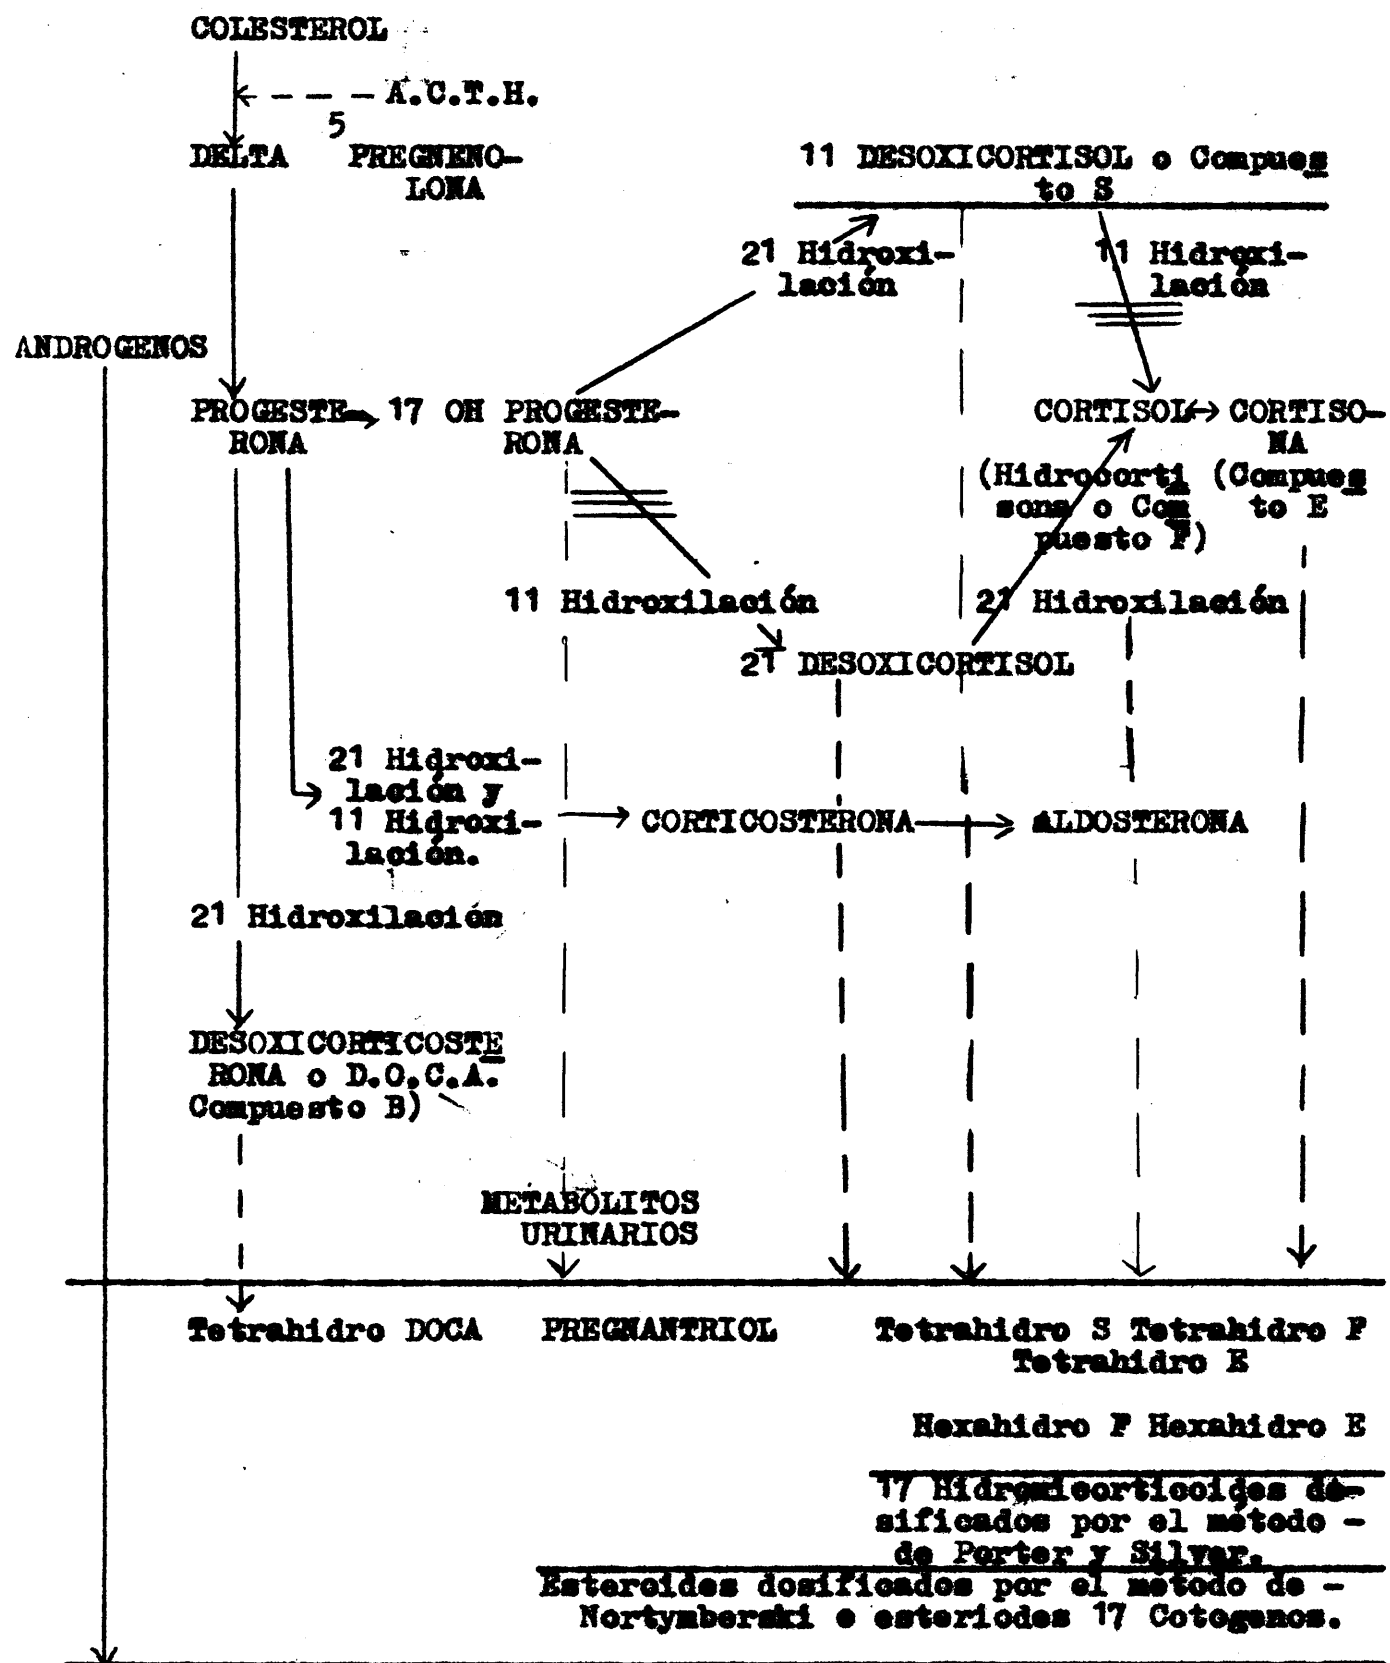 COLESTEROL
A.C.T.H.
5
DELTA PREGNENO-
LONA
11 DESOXICORTISOL o Compues
to S
21 Hidroxi-
lación
11 Hidroxi-
lación
ANDROGENOS
PROGESTE-
RONA
17 OH PROGESTE-
RONA
CORTISOL
(Hidrocorti
sona o Com
puesto F)
CORTISO-
NA
(Compues
to E
11 Hidroxilación
21 Hidroxilación
21 DESOXICORTISOL
21 Hidroxi-
lación y
11 Hidroxi-
lación.
CORTICOSTERONA
ALDOSTERONA
21 Hidroxilación
DESOXICORTICOSTE
RONA o D.O.C.A.
Compuesto B)
METABOLITOS
URINARIOS
Tetrahidro DOCA
PREGNANTRIOL
Tetrahidro S Tetrahidro F
Tetrahidro E
Hexahidro F Hexahidro E
17 Hidroxicorticoides do-
sificados por el método -
de Porter y Silver.
Esteroides dosificados por el metodo de -
Nortymberski o esteriodes 17 Cotogenos.